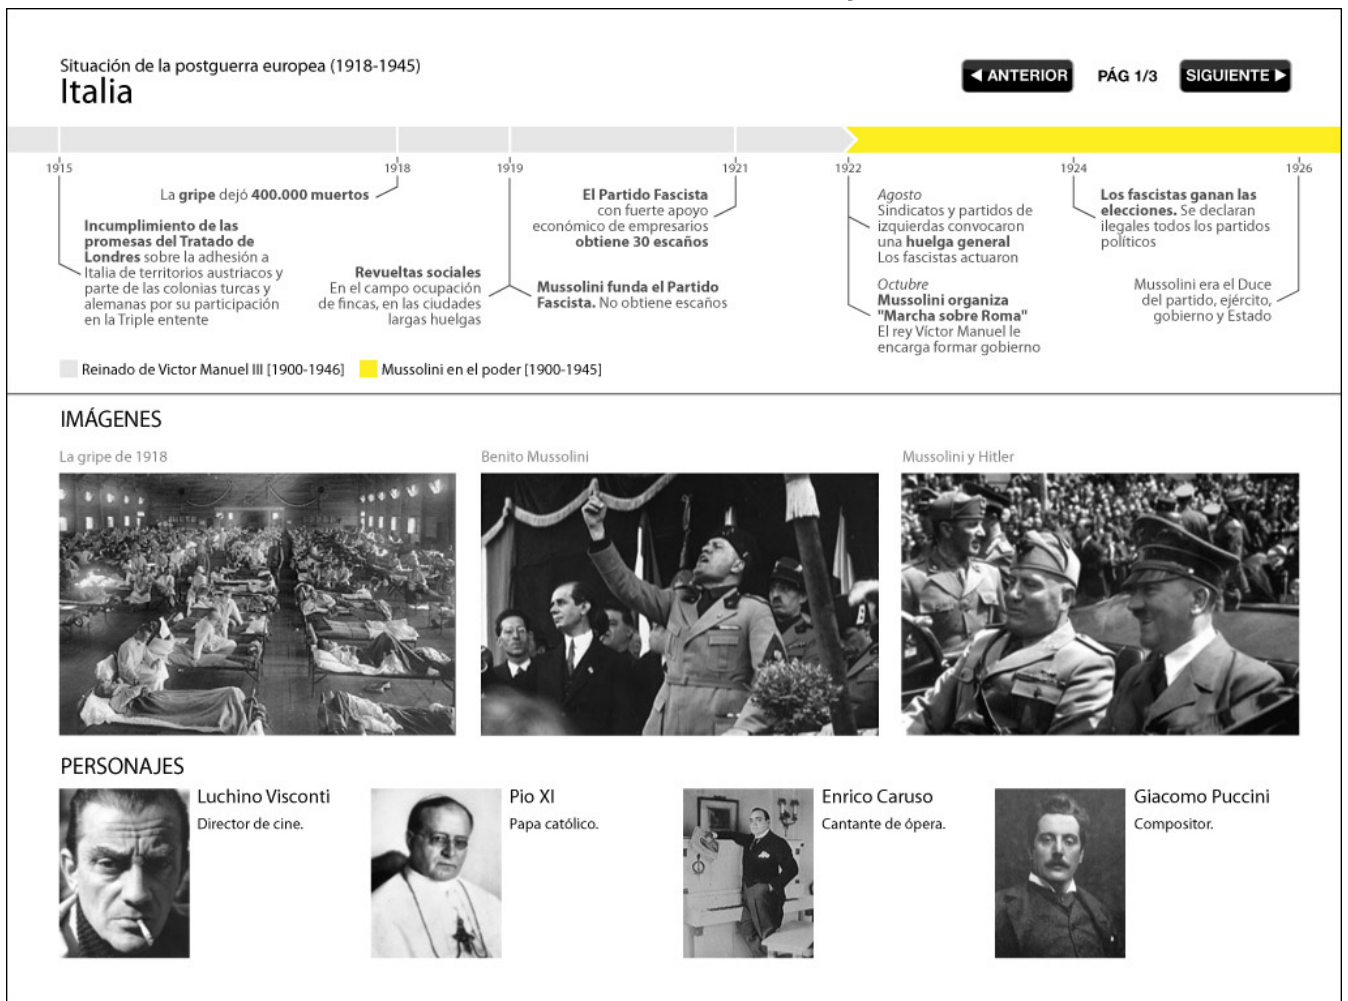 Situación de la postguerra europea (1918-1945)
Italia
◀ ANTERIOR
PÁG 1/3
SIGUIENTE ▶
1915
1918
1919
1921
1922
1924
1926
La gripe dejó 400.000 muertos
Incumplimiento de las
promesas del Tratado de
Londres sobre la adhesión a
Italia de territorios austriacos y
parte de las colonias turcas y
alemanas por su participación
en la Triple entente
Revueltas sociales
En el campo ocupación
de fincas, en las ciudades
largas huelgas
El Partido Fascista
con fuerte apoyo
económico de empresarios
obtiene 30 escaños
Mussolini funda el Partido
Fascista. No obtiene escaños
Agosto
Sindicatos y partidos de
izquierdas convocaron
una huelga general
Los fascistas actuaron
Octubre
Mussolini organiza
"Marcha sobre Roma"
El rey Víctor Manuel le
encarga formar gobierno
Los fascistas ganan las
elecciones. Se declaran
ilegales todos los partidos
políticos
Mussolini era el Duce
del partido, ejército,
gobierno y Estado
Reinado de Victor Manuel III [1900-1946]
Mussolini en el poder [1900-1945]
IMÁGENES
La gripe de 1918
Benito Mussolini
Mussolini y Hitler
PERSONAJES
Luchino Visconti
Director de cine.
Pio XI
Papa católico.
Enrico Caruso
Cantante de ópera.
Giacomo Puccini
Compositor.